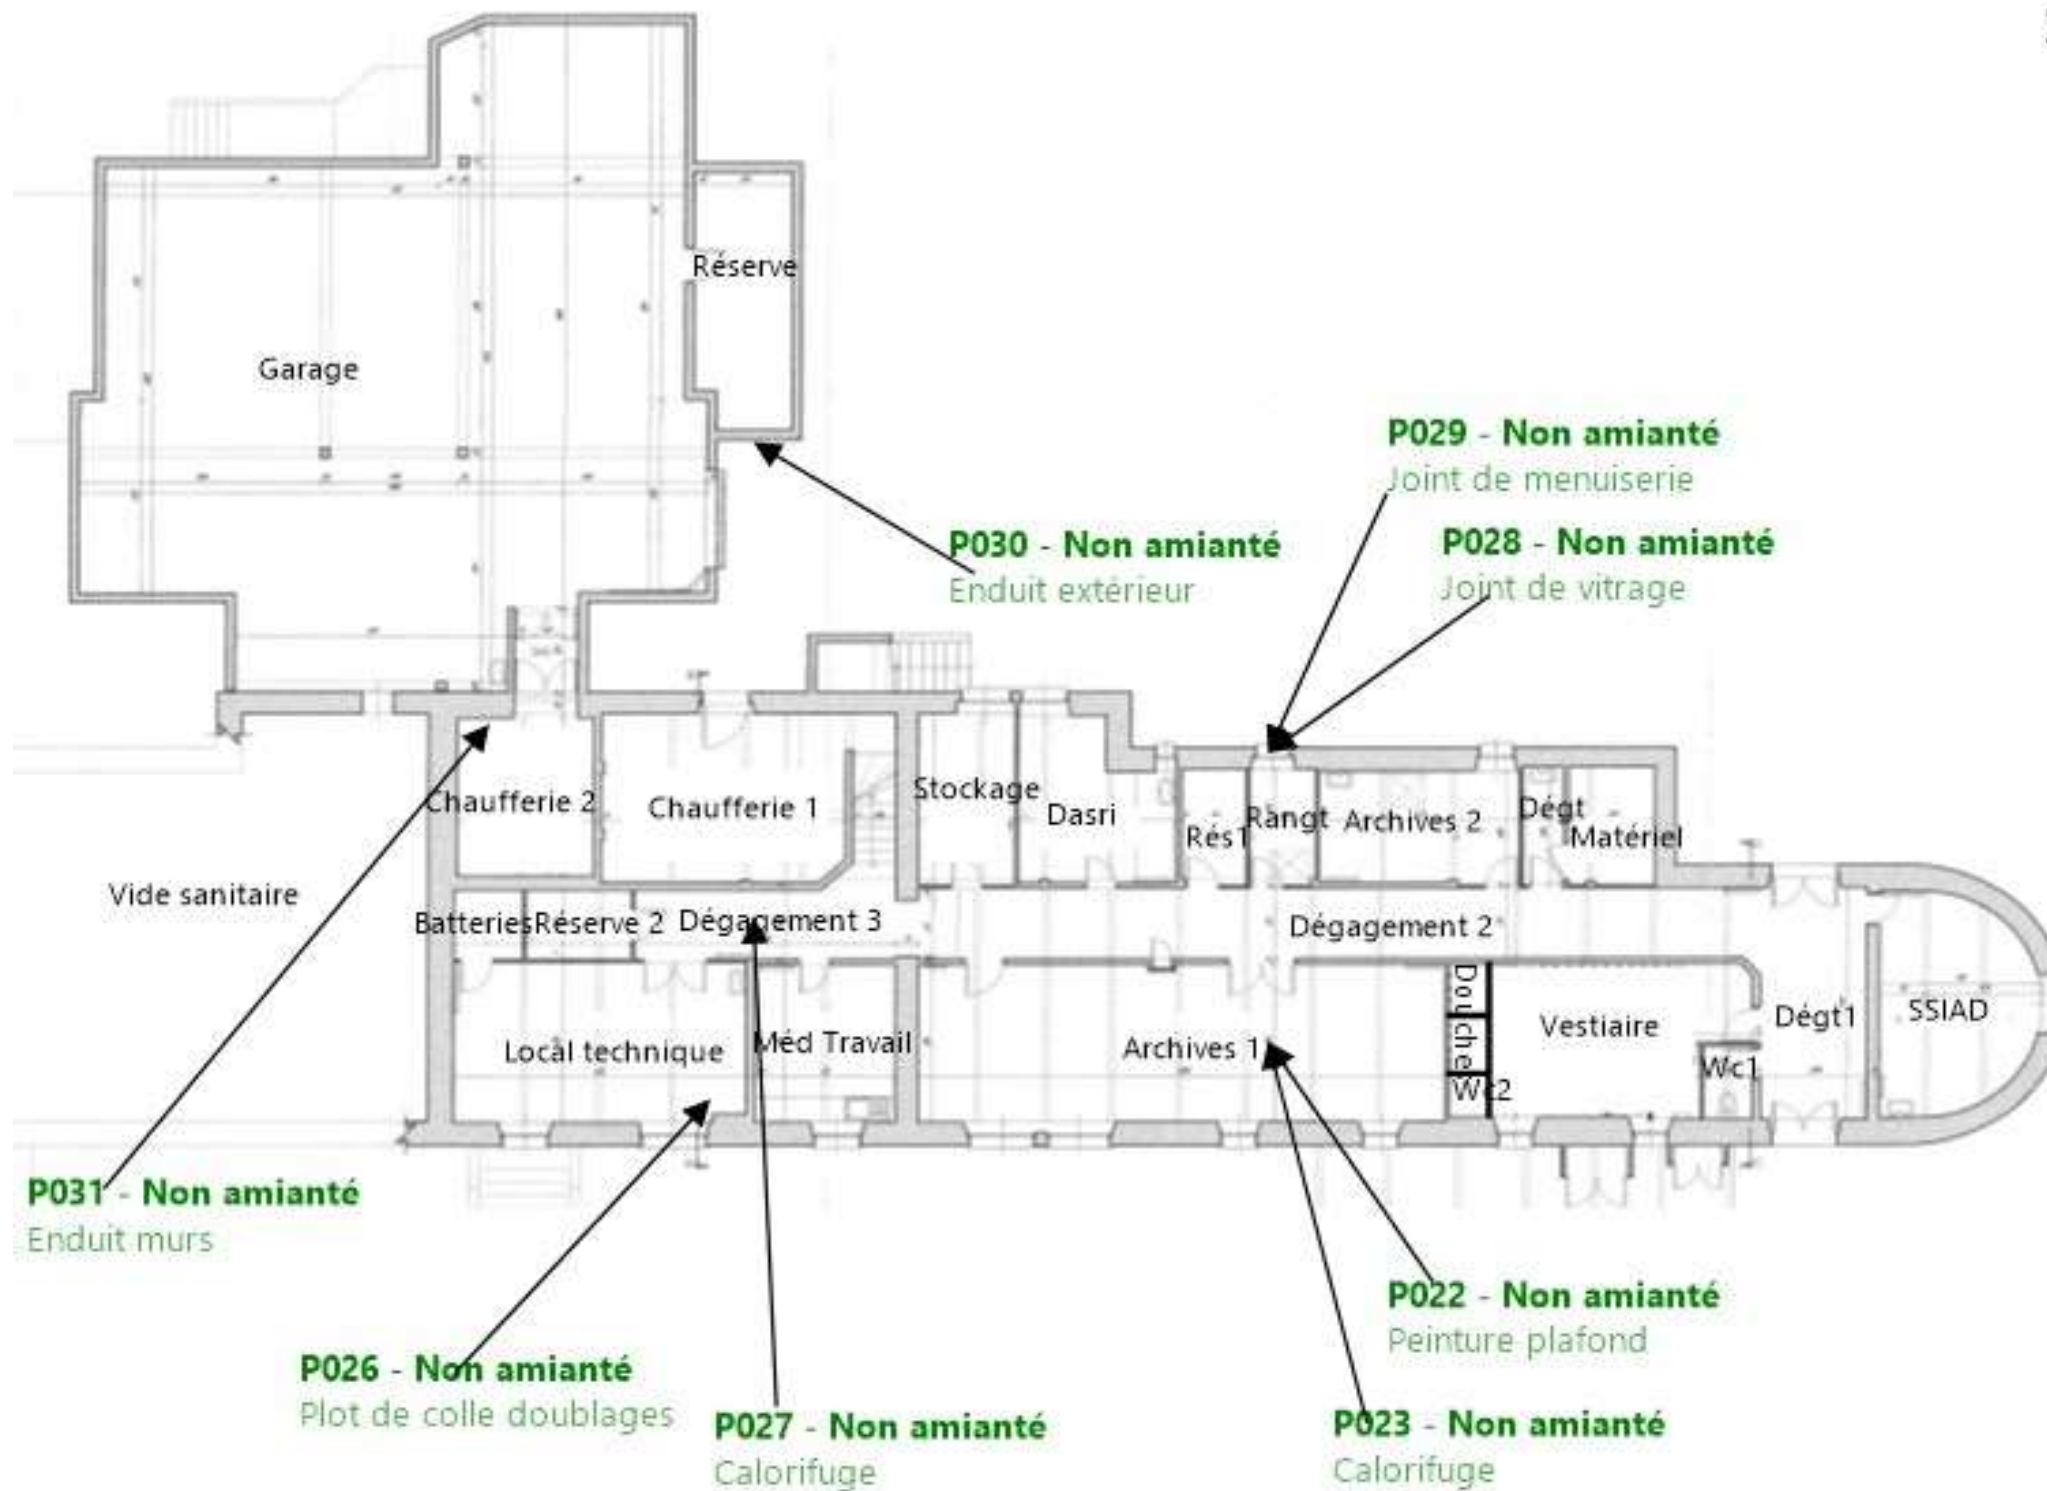 Réserve
Garage
P029 - Non amianté
Joint de menuiserie
P030 - Non amianté
Enduit extérieur
P028 - Non amianté
Joint de vitrage
Chaufferie 2
Chaufferie 1
Stockage
Dasri
Rés1
Rangt
Archives 2
Dégt
Matériel
Vide sanitaire
Batteries
Réserve 2
Dégagement 3
Dégagement 2
Local technique
Méd Travail
Archives 1
Douches
Wc2
Vestiaire
Wc1
Dégt1
SSIAD
P031 - Non amianté
Enduit murs
P022 - Non amianté
Peinture plafond
P026 - Non amianté
Plot de colle doublages
P027 - Non amianté
Calorifuge
P023 - Non amianté
Calorifuge